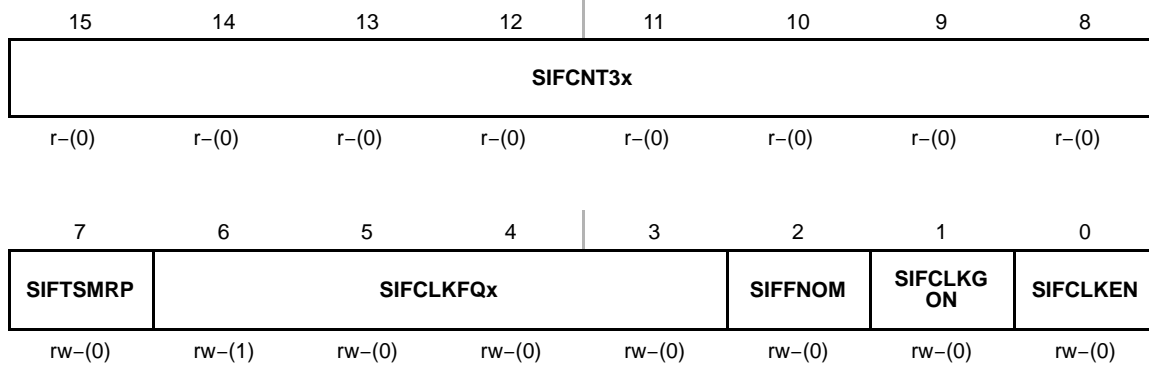 15 14 13 12 11 10 9 8
SIFCNT3x
r−(0) r−(0) r−(0) r−(0) r−(0) r−(0) r−(0) r−(0)
7 6 5 4 3 2 1 0
SIFTSMRP SIFCLKFQx SIFFNOM SIFCLKG
ON SIFCLKEN
rw−(0) rw−(1) rw−(0) rw−(0) rw−(0) rw−(0) rw−(0) rw−(0)